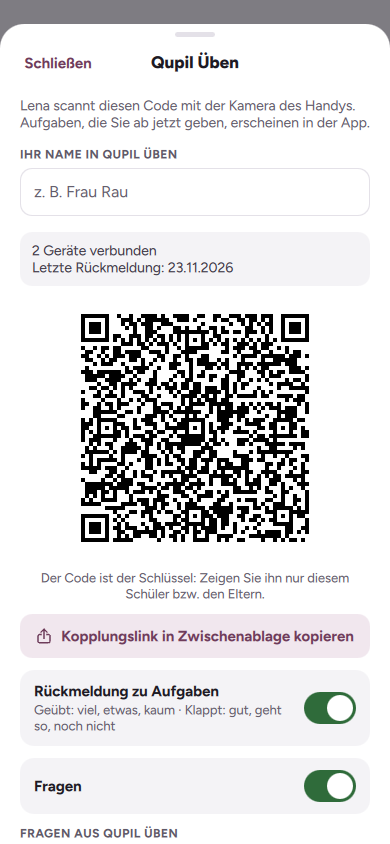 Schließen
Qupil Üben
Lena scannt diesen Code mit der Kamera des Handys.
Aufgaben, die Sie ab jetzt geben, erscheinen in der App.
IHR NAME IN QUPIL ÜBEN
z. B. Frau Rau
2 Geräte verbunden
Letzte Rückmeldung: 23.11.2026
Der Code ist der Schlüssel: Zeigen Sie ihn nur diesem
Schüler bzw. den Eltern.
Kopplungslink in Zwischenablage kopieren
Rückmeldung zu Aufgaben
Geübt: viel, etwas, kaum · Klappt: gut, geht
so, noch nicht
Fragen
FRAGEN AUS QUPIL ÜBEN